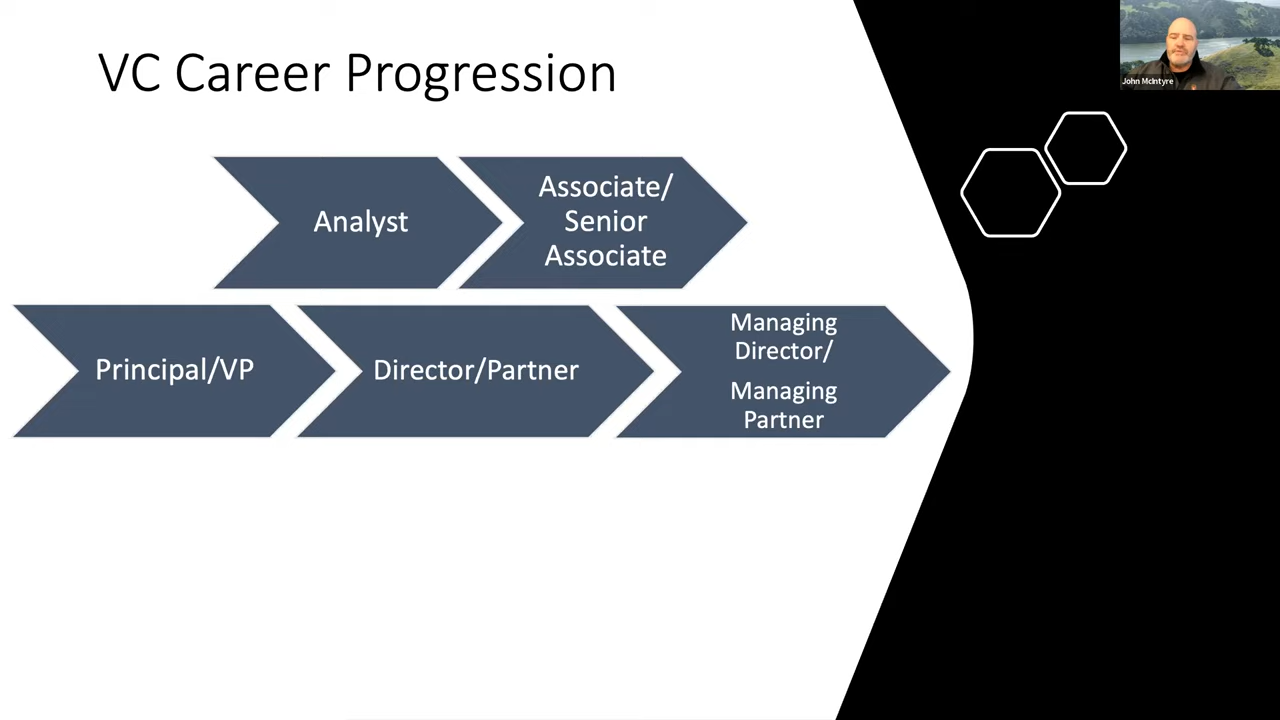 VC Career Progression
John McIntyre
Analyst
Associate/
Senior
Associate
Principal/VP
Director/Partner
Managing
Director/
Managing
Partner